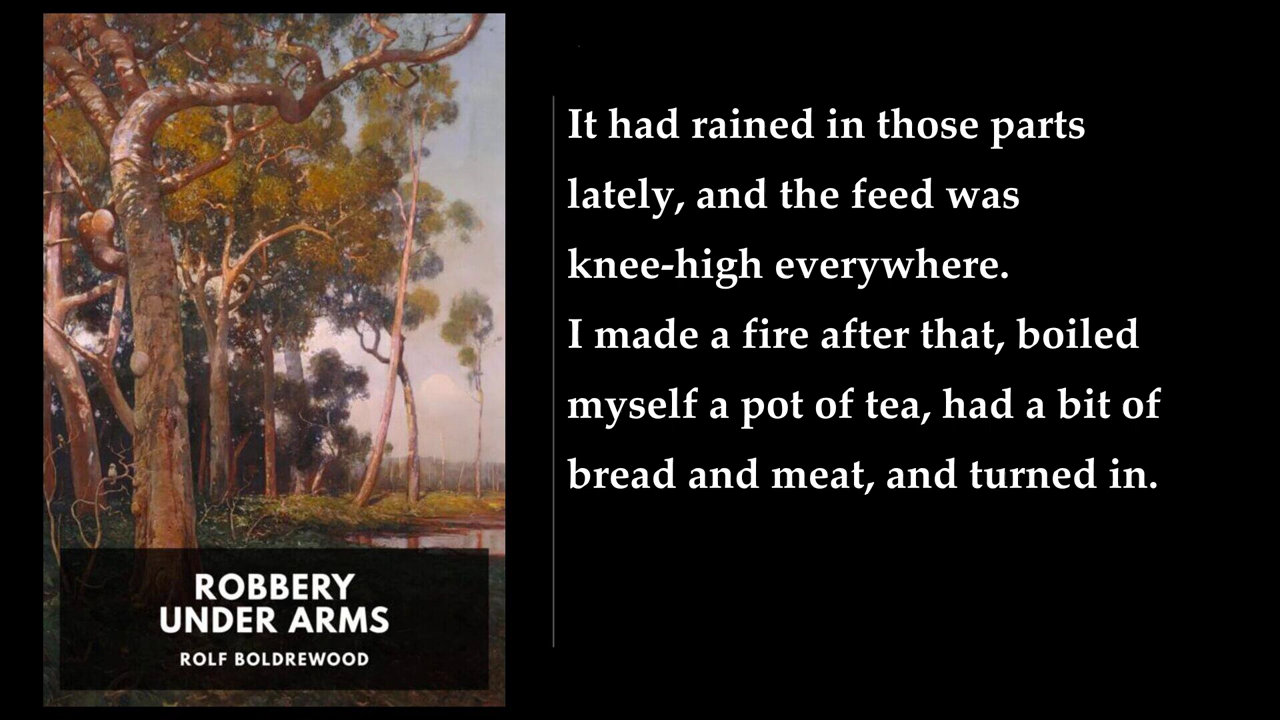 It had rained in those parts
lately, and the feed was
knee-high everywhere.
I made a fire after that, boiled
myself a pot of tea, had a bit of
bread and meat, and turned in.
ROBBERY
UNDER ARMS
ROLF BOLDREWOOD